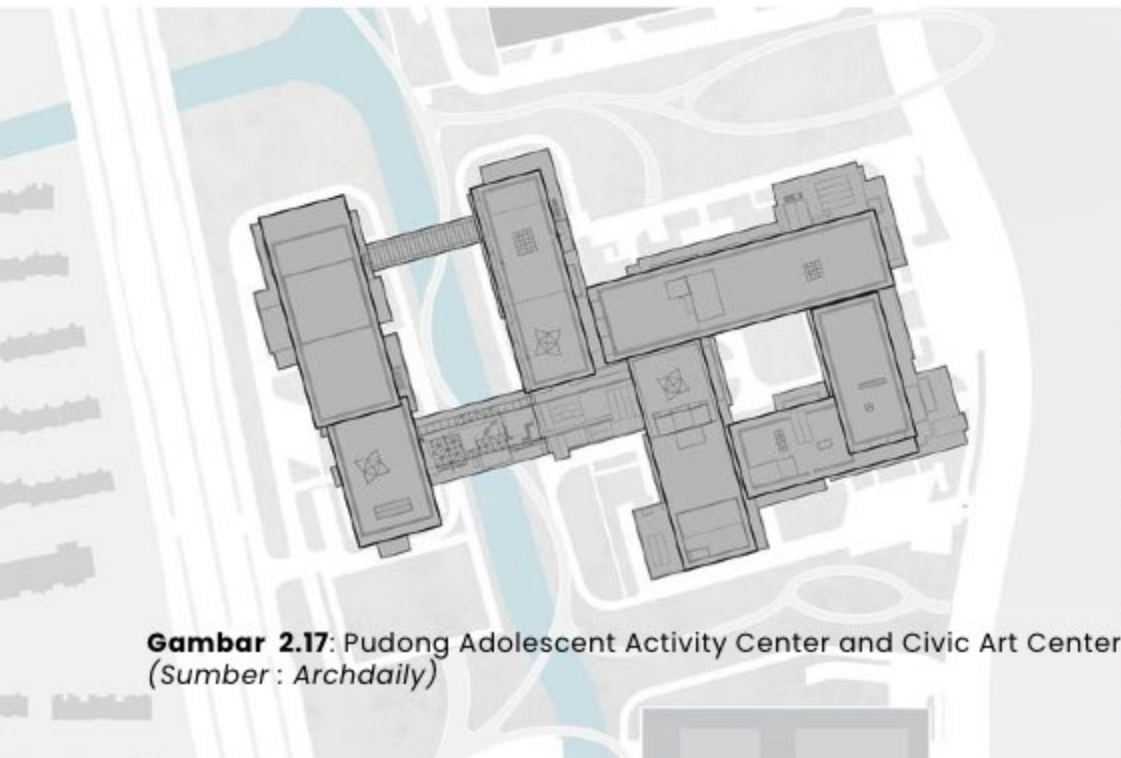 Gambar 2.17: Pudong Adolescent Activity Center and Civic Art Center
(Sumber : Archdaily)